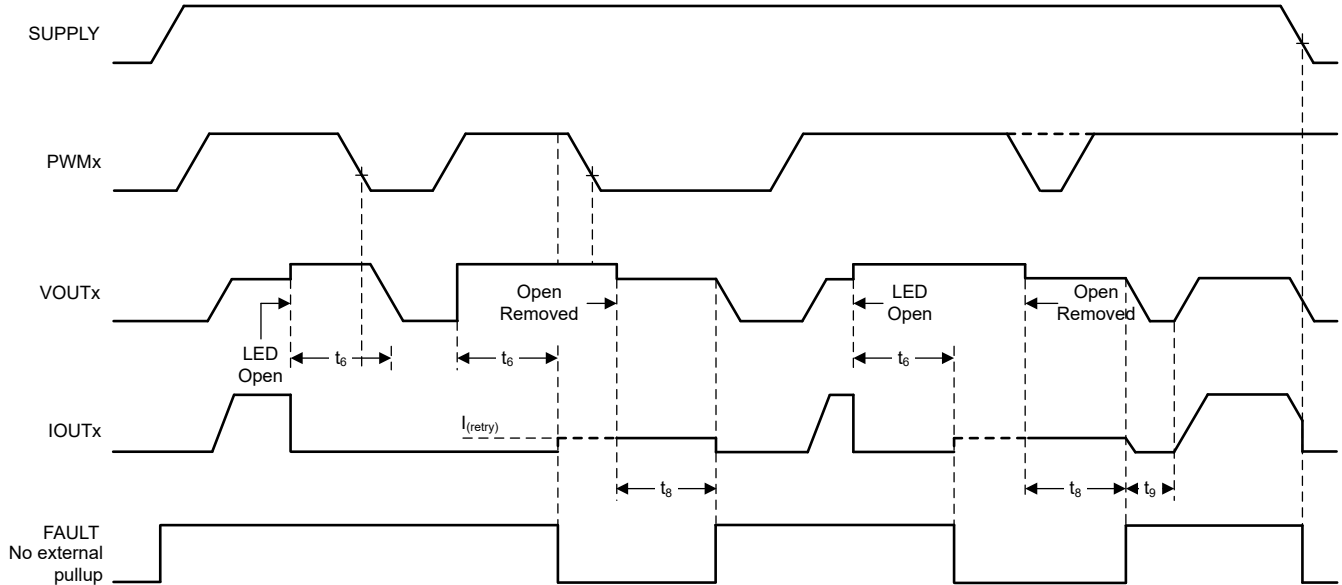 SUPPLY
PWMx
VOUTx
LED
Open
t6
t6
Open
Removed
LED
Open
t6
Open
Removed
IOUTx
I(retry)
t8
t8
t9
FAULT
No external
pullup